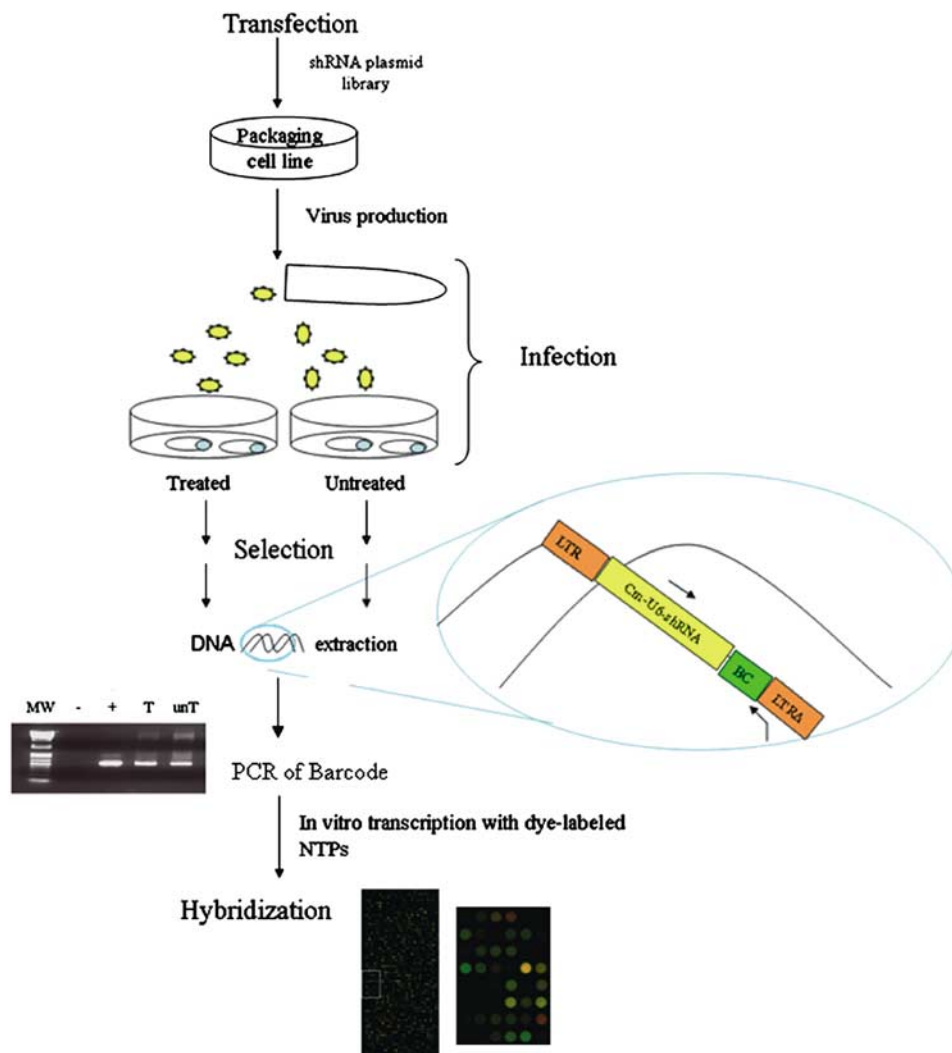 Transfection
shRNA plasmid
library
Packaging
cell line
Virus production
Infection
Treated
Untreated
Selection
LTR
Cm-U6-shRNA
BC
LTRΔ
DNA
extraction
MW - + T unT
PCR of Barcode
In vitro transcription with dye-labeled
NTPs
Hybridization